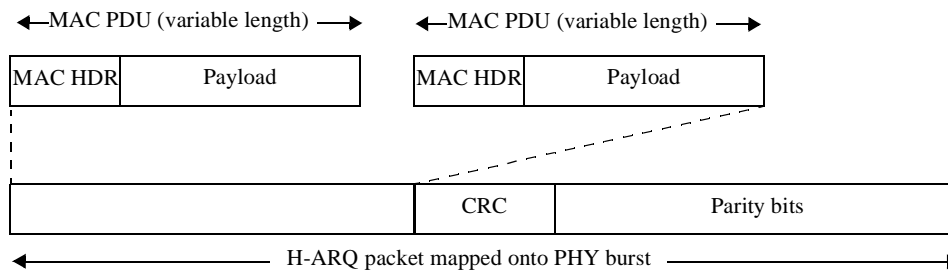 MAC PDU (variable length) MAC PDU (variable length)
MAC HDR Payload MAC HDR Payload
CRC Parity bits
H-ARQ packet mapped onto PHY burst